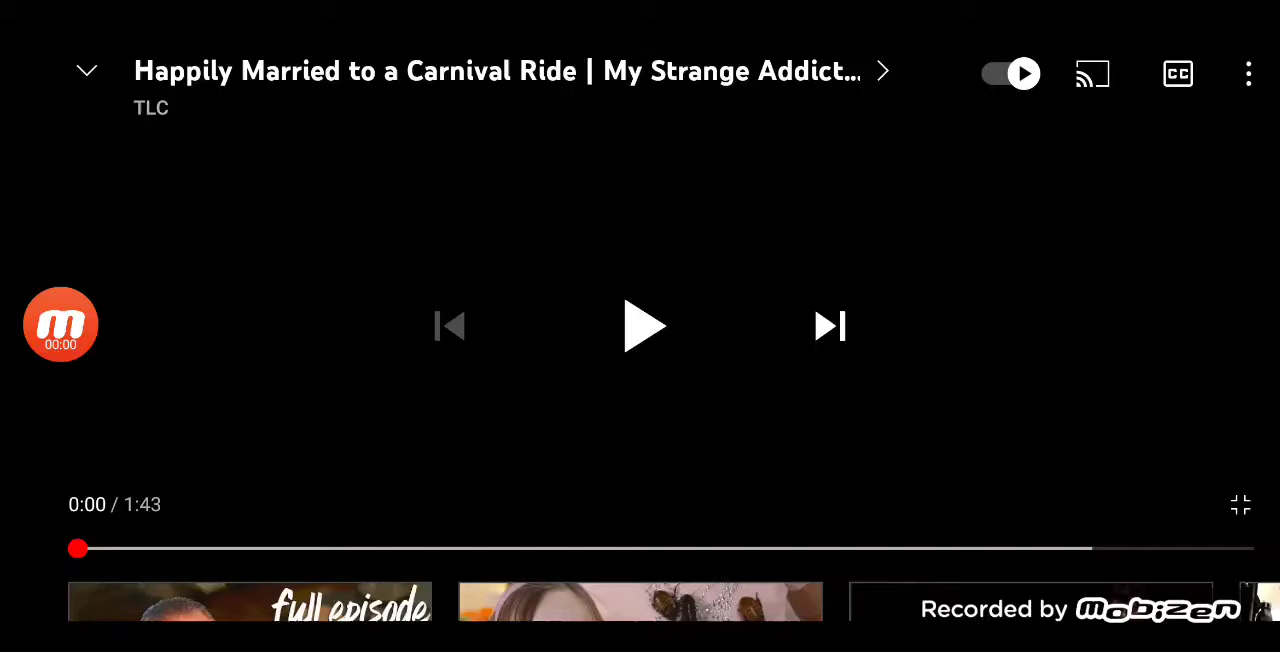 Happily Married to a Carnival Ride | My Strange Addict...
TLC
CC
m
00:00
0:00 / 1:43
full episode
Recorded by mobizen